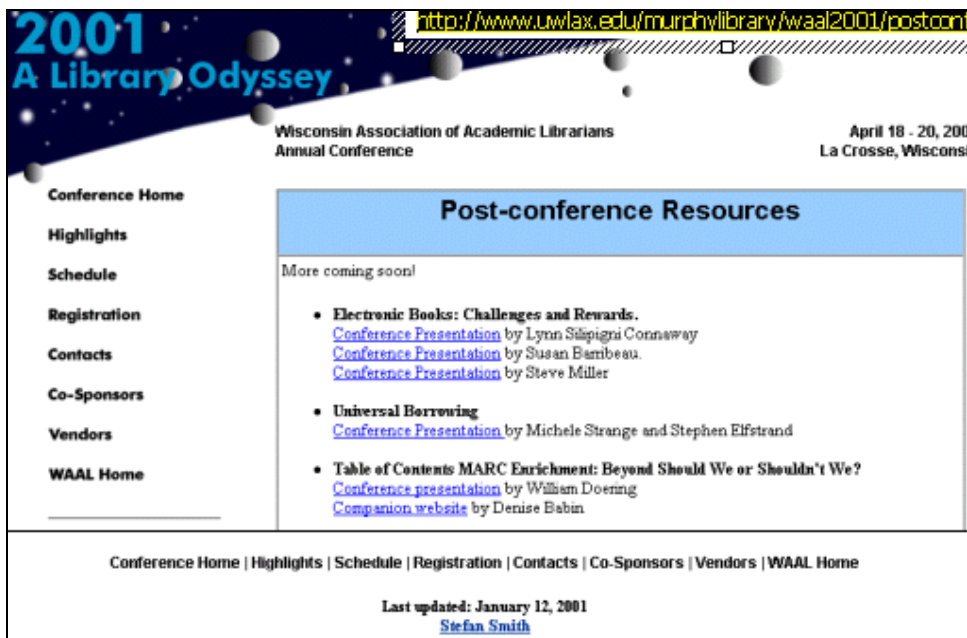 http://www.uwlax.edu/murphylibrary/waal2001/postconf
2001
A Library Odyssey
Wisconsin Association of Academic Librarians
Annual Conference
April 18 - 20, 200
La Crosse, Wisconsi
Conference Home
Highlights
Schedule
Registration
Contacts
Co-Sponsors
Vendors
WAAL Home
Post-conference Resources
More coming soon!
• Electronic Books: Challenges and Rewards.
Conference Presentation by Lynn Silipigni Connaway
Conference Presentation by Susan Barribeau.
Conference Presentation by Steve Miller
• Universal Borrowing
Conference Presentation by Michele Strange and Stephen Elfstrand
• Table of Contents MARC Enrichment: Beyond Should We or Shouldn't We?
Conference presentation by William Doering
Companion website by Denise Babin
Conference Home | Highlights | Schedule | Registration | Contacts | Co-Sponsors | Vendors | WAAL Home
Last updated: January 12, 2001
Stefan Smith